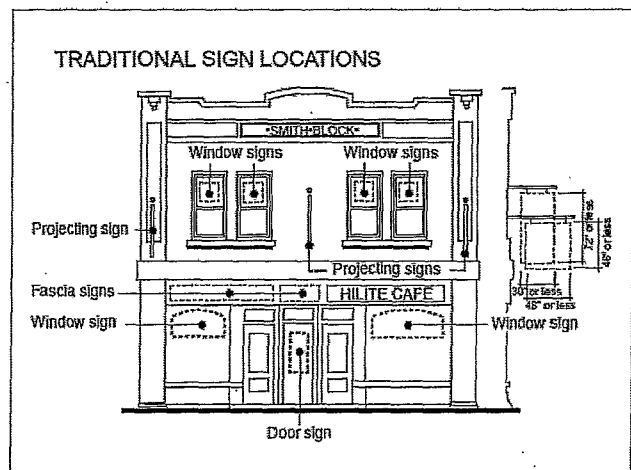 TRADITIONAL SIGN LOCATIONS
•SMITH•BLOCK•
Window signs
Window signs
Projecting sign
Projecting signs
72" or less
48" or less
Fascia signs
HILITE CAFE
30" or less
48" or less
Window sign
Window sign
Door sign